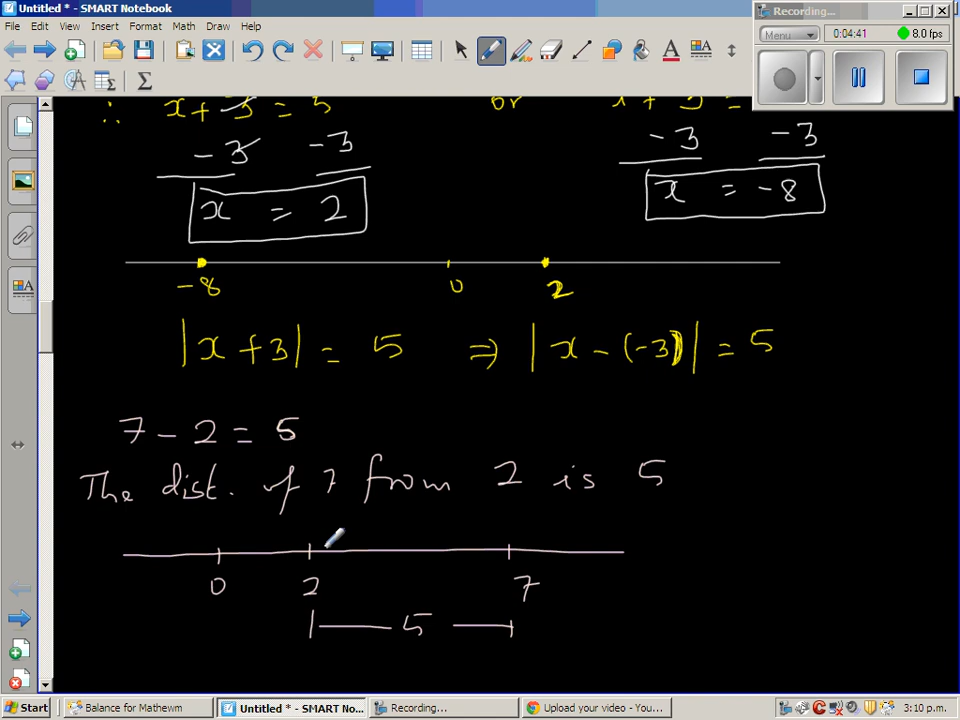 Untitled * - SMART Notebook
File Edit View Insert Format Math Draw Help
Recording...
Menu 0:04:41 8.0 fps
∴ x + 3 = 5 or x + 3 =
- 3 - 3 - 3 - 3
x = 2 x = -8
-8 0 2
|x + 3| = 5 ⇒ |x - (-3)| = 5
7 - 2 = 5
The dist. of 7 from 2 is 5
0 2 7
5
Start Balance for Mathewm Untitled * - SMART No... Recording... Upload your video - You... 3:10 p.m.